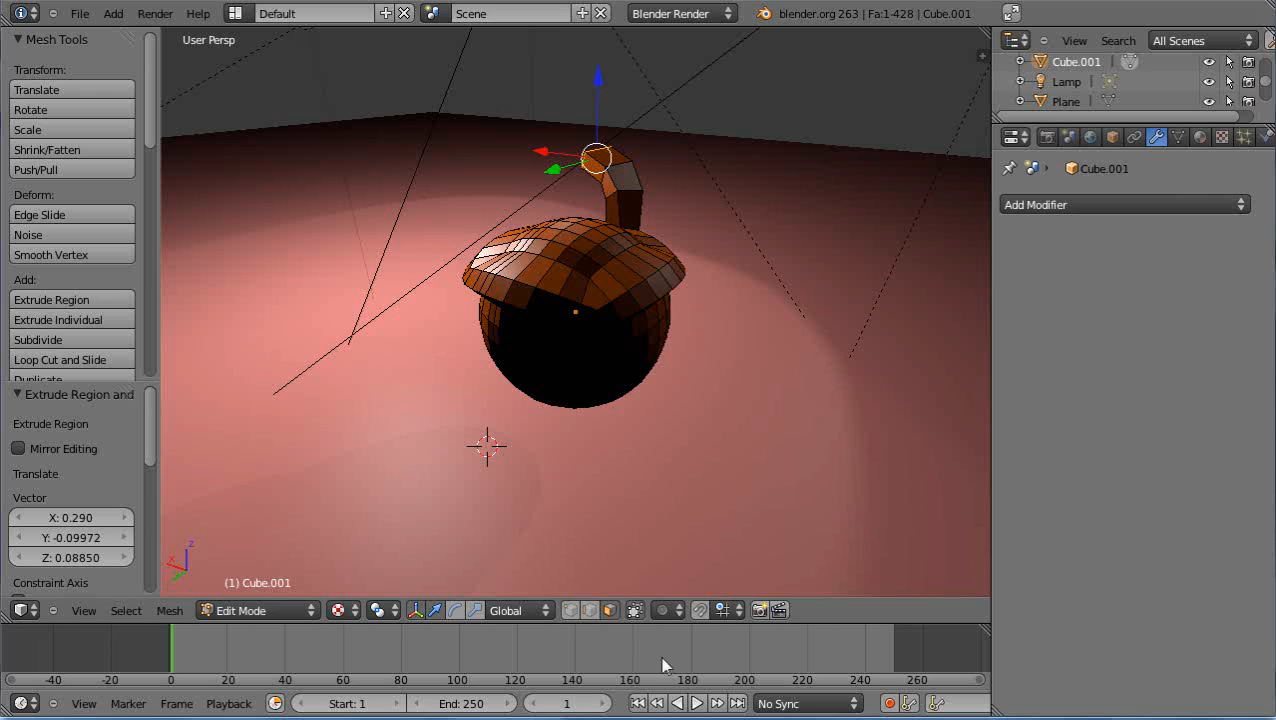 File Add Render Help Default Scene Blender Render blender.org 263 | Fa:1-428 | Cube.001
Mesh Tools
Transform:
Translate
Rotate
Scale
Shrink/Fatten
Push/Pull
Deform:
Edge Slide
Noise
Smooth Vertex
Add:
Extrude Region
Extrude Individual
Subdivide
Loop Cut and Slide
Duplicate
Extrude Region and
Extrude Region
Mirror Editing
Translate
Vector
X: 0.290
Y: -0.09972
Z: 0.08850
Constraint Axis
User Persp
x
z
(1) Cube.001
View Search All Scenes
Cube.001
Lamp
Plane
Cube.001
Add Modifier
View Select Mesh Edit Mode Global
-40 -20 0 20 40 60 80 100 120 140 160 180 200 220 240 260
View Marker Frame Playback Start: 1 End: 250 1 No Sync